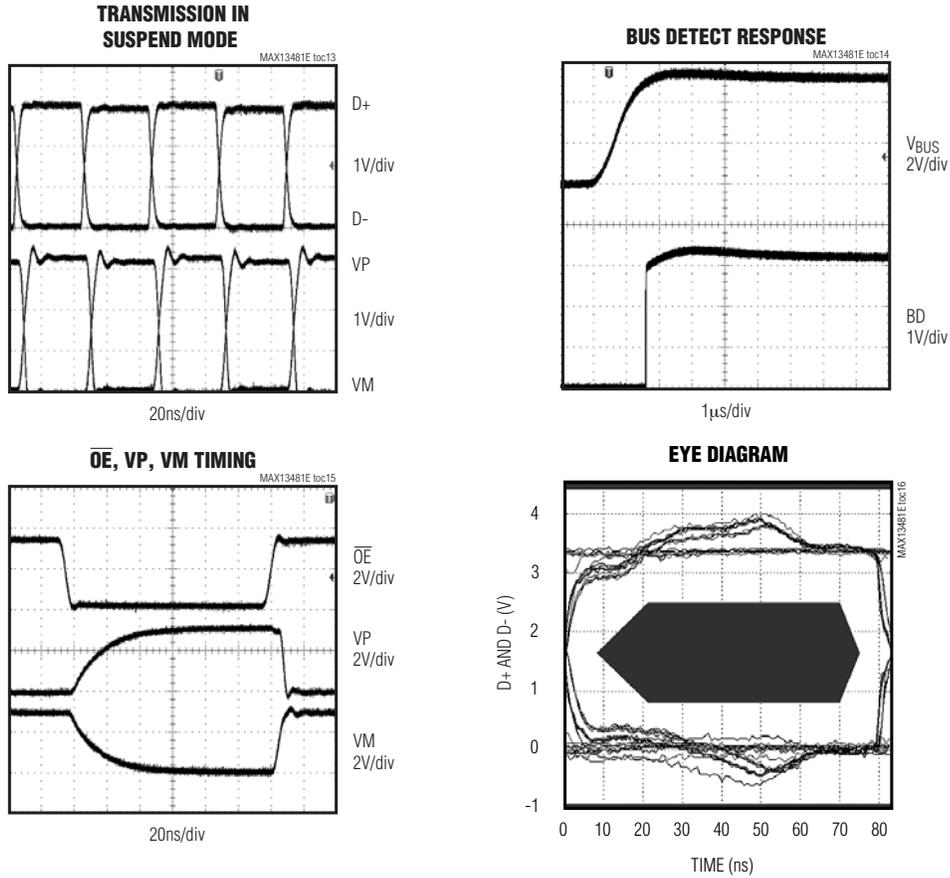 TRANSMISSION IN
SUSPEND MODE
MAX13481E toc13
D+
1V/div
D-
VP
1V/div
VM
20ns/div
BUS DETECT RESPONSE
MAX13481E toc14
VBUS
2V/div
BD
1V/div
1μs/div
O̅E̅, VP, VM TIMING
MAX13481E toc15
O̅E̅
2V/div
VP
2V/div
VM
2V/div
20ns/div
EYE DIAGRAM
MAX13481E toc16
D+ AND D- (V)
4
3
2
1
0
-1
0 10 20 30 40 50 60 70 80
TIME (ns)